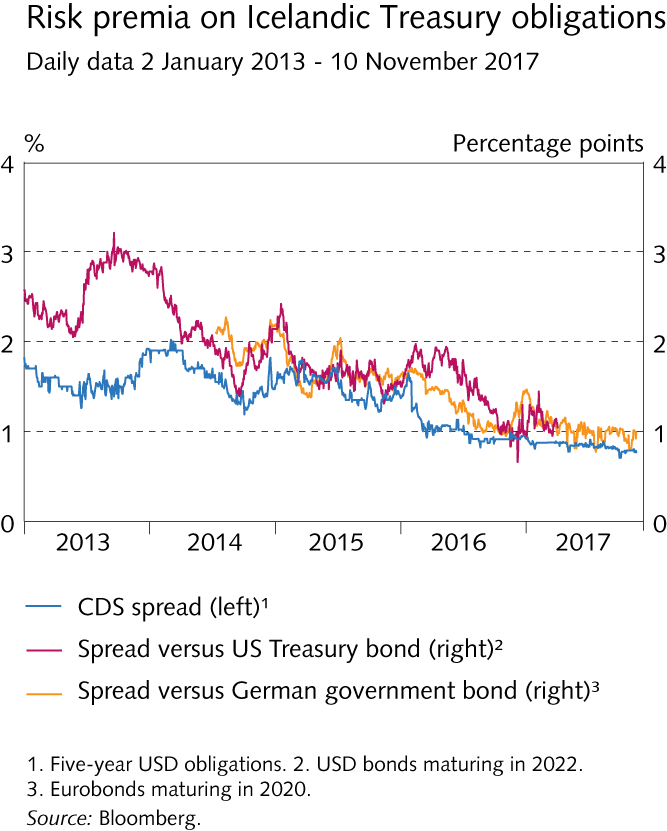 Risk premia on Icelandic Treasury obligations
Daily data 2 January 2013 - 10 November 2017
% Percentage points
4 4
3 3
2 2
1 1
0 0
2013 2014 2015 2016 2017
CDS spread (left)¹
Spread versus US Treasury bond (right)²
Spread versus German government bond (right)³
1. Five-year USD obligations. 2. USD bonds maturing in 2022.
3. Eurobonds maturing in 2020.
Source: Bloomberg.